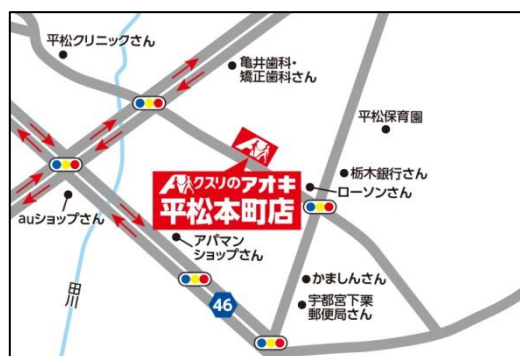 平松クリニックさん
亀井歯科・
矯正歯科さん
平松保育園
栃木銀行さん
ローソンさん
クスリのアオキ
平松本町店
auショップさん
アパマン
ショップさん
田川
46
かましんさん
宇都宮下栗
郵便局さん